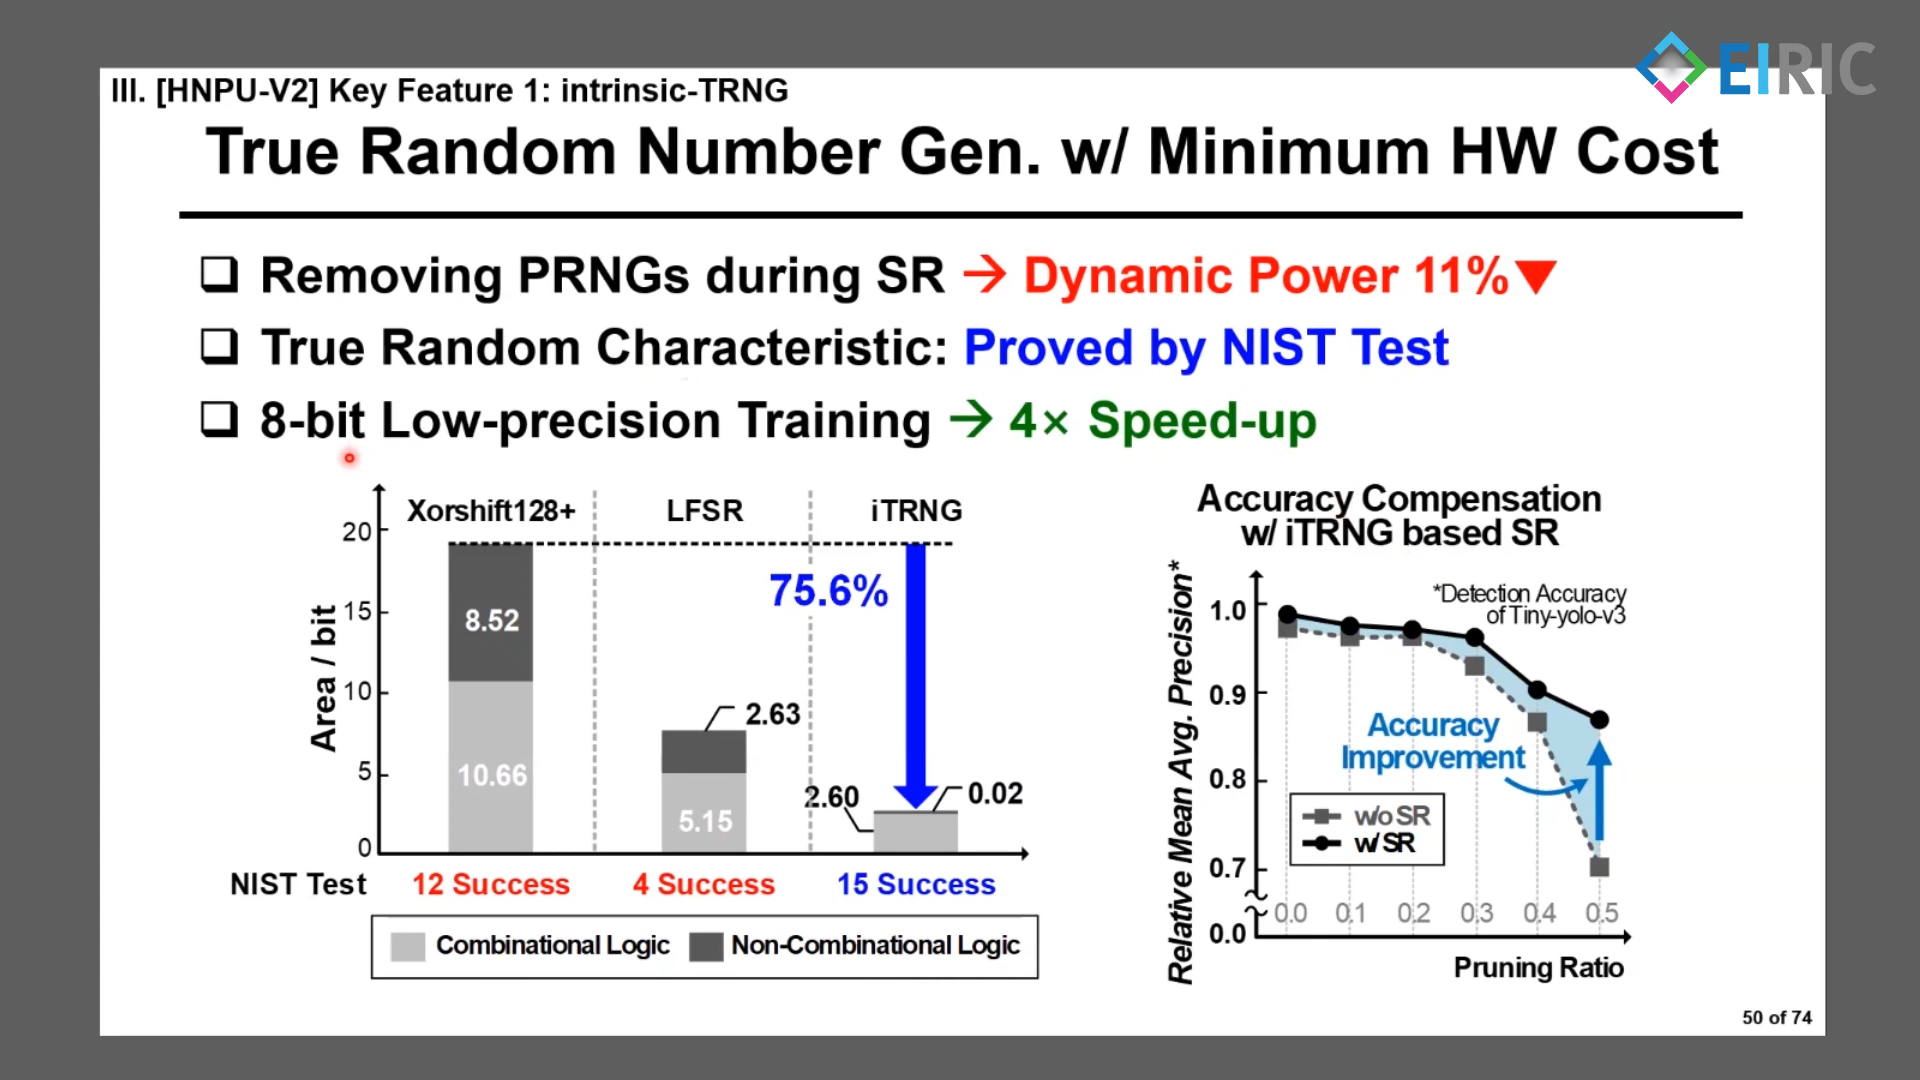 EIRIC
III. [HNPU-V2] Key Feature 1: intrinsic-TRNG
True Random Number Gen. w/ Minimum HW Cost
❑ Removing PRNGs during SR → Dynamic Power 11%▼
❑ True Random Characteristic: Proved by NIST Test
❑ 8-bit Low-precision Training → 4× Speed-up
Xorshift128+ LFSR iTRNG
Area / bit
20
15
10
5
0
8.52
10.66
2.63
5.15
75.6%
2.60
0.02
NIST Test 12 Success 4 Success 15 Success
Combinational Logic Non-Combinational Logic
Accuracy Compensation
w/ iTRNG based SR
*Detection Accuracy
of Tiny-yolo-v3
Relative Mean Avg. Precision*
1.0
0.9
0.8
0.7
0.0
Accuracy
Improvement
w/o SR
w/ SR
0.0 0.1 0.2 0.3 0.4 0.5
Pruning Ratio
50 of 74